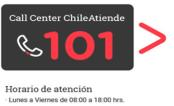 Call Center ChileAtiende
101
Horario de atención
· Lunes a Viernes de 08:00 a 18:00 hrs.